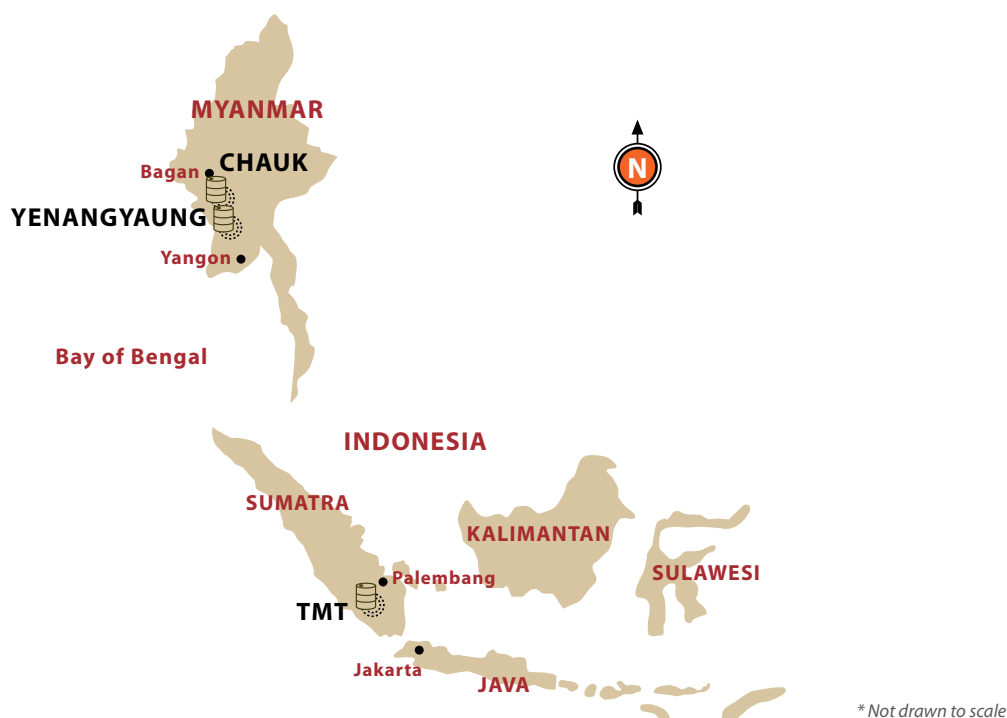 MYANMAR
Bagan
CHAUK
YENANGYAUNG
Yangon
N
Bay of Bengal
INDONESIA
SUMATRA
KALIMANTAN
SULAWESI
Palembang
TMT
Jakarta
JAVA
* Not drawn to scale